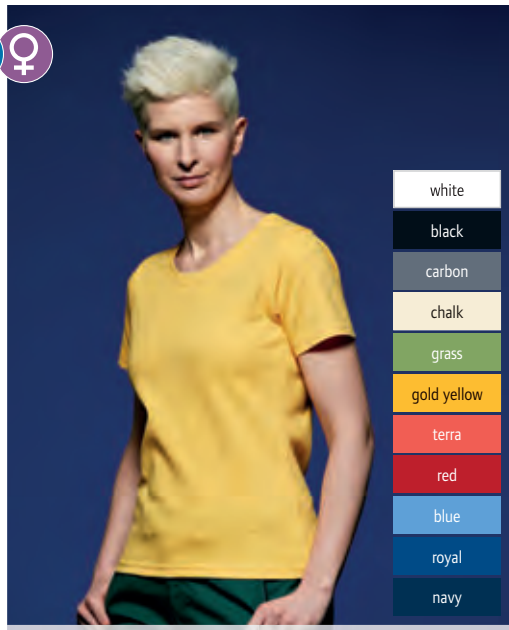 white
black
carbon
chalk
grass
gold yellow
terra
red
blue
royal
navy